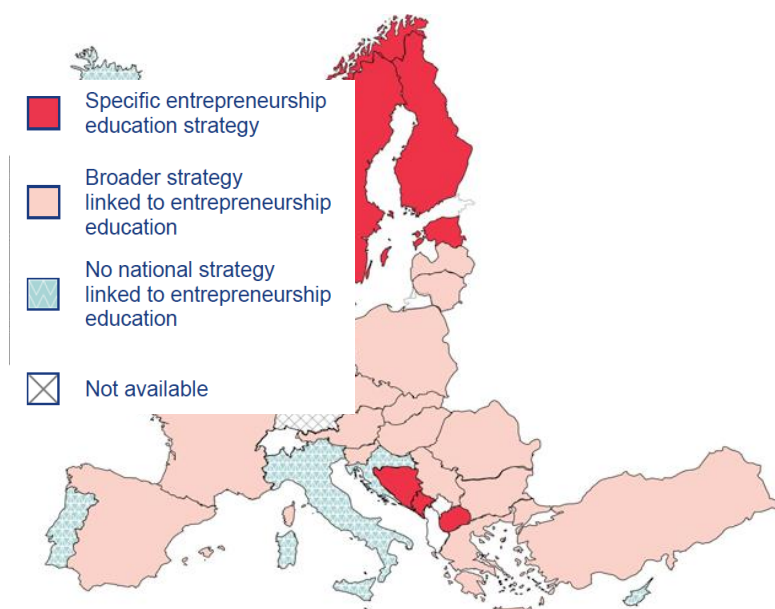 Specific entrepreneurship
education strategy
Broader strategy
linked to entrepreneurship
education
No national strategy
linked to entrepreneurship
education
Not available